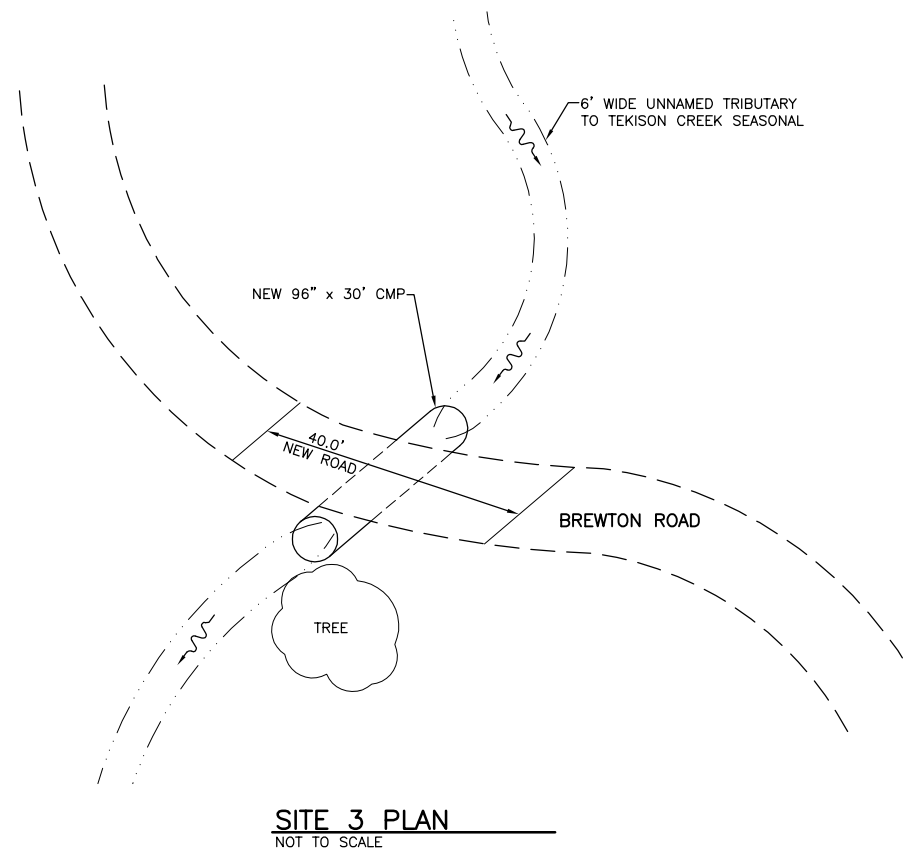 6' WIDE UNNAMED TRIBUTARY
TO TEKISON CREEK SEASONAL
NEW 96" x 30' CMP
40.0'
NEW ROAD
BREWTON ROAD
TREE
SITE 3 PLAN
NOT TO SCALE